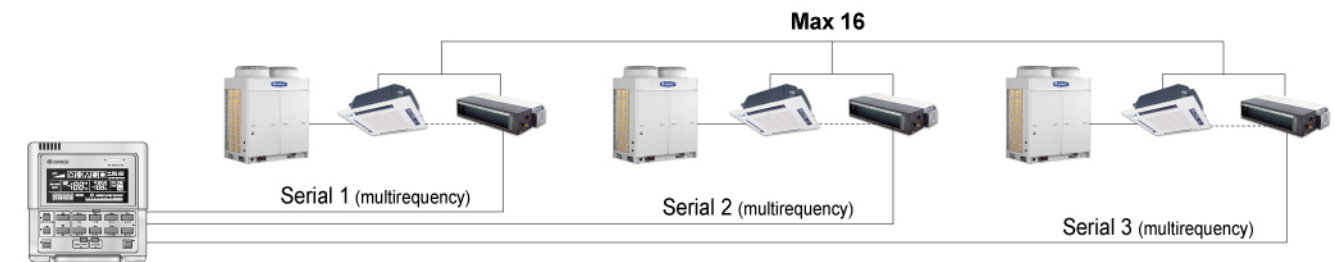 Max 16
Serial 1 (multirequency)
Serial 2 (multirequency)
Serial 3 (multirequency)